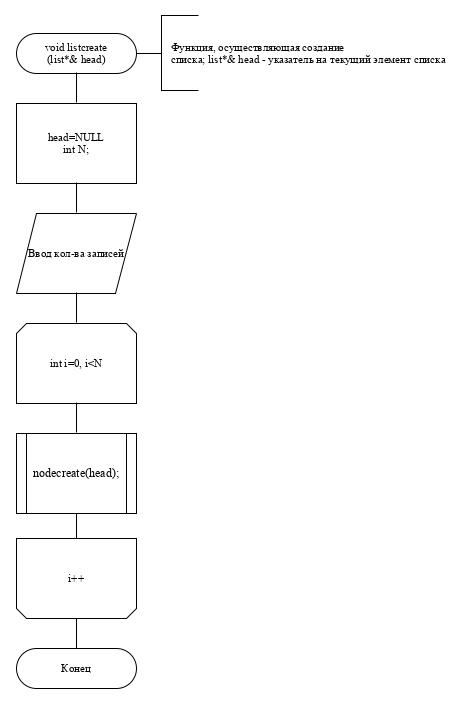 void listcreate
(list*& head)
Функция, осуществляющая создание
списка; list*& head - указатель на текущий элемент списка
head=NULL
int N;
Ввод кол-ва записей
int i=0, i<N
nodecreate(head);
i++
Конец